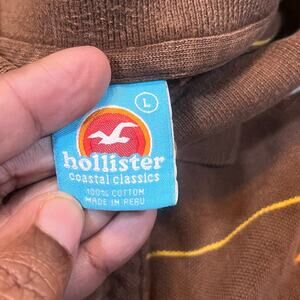 L
hollister
coastal classics
100% COTTON
MADE IN PERU